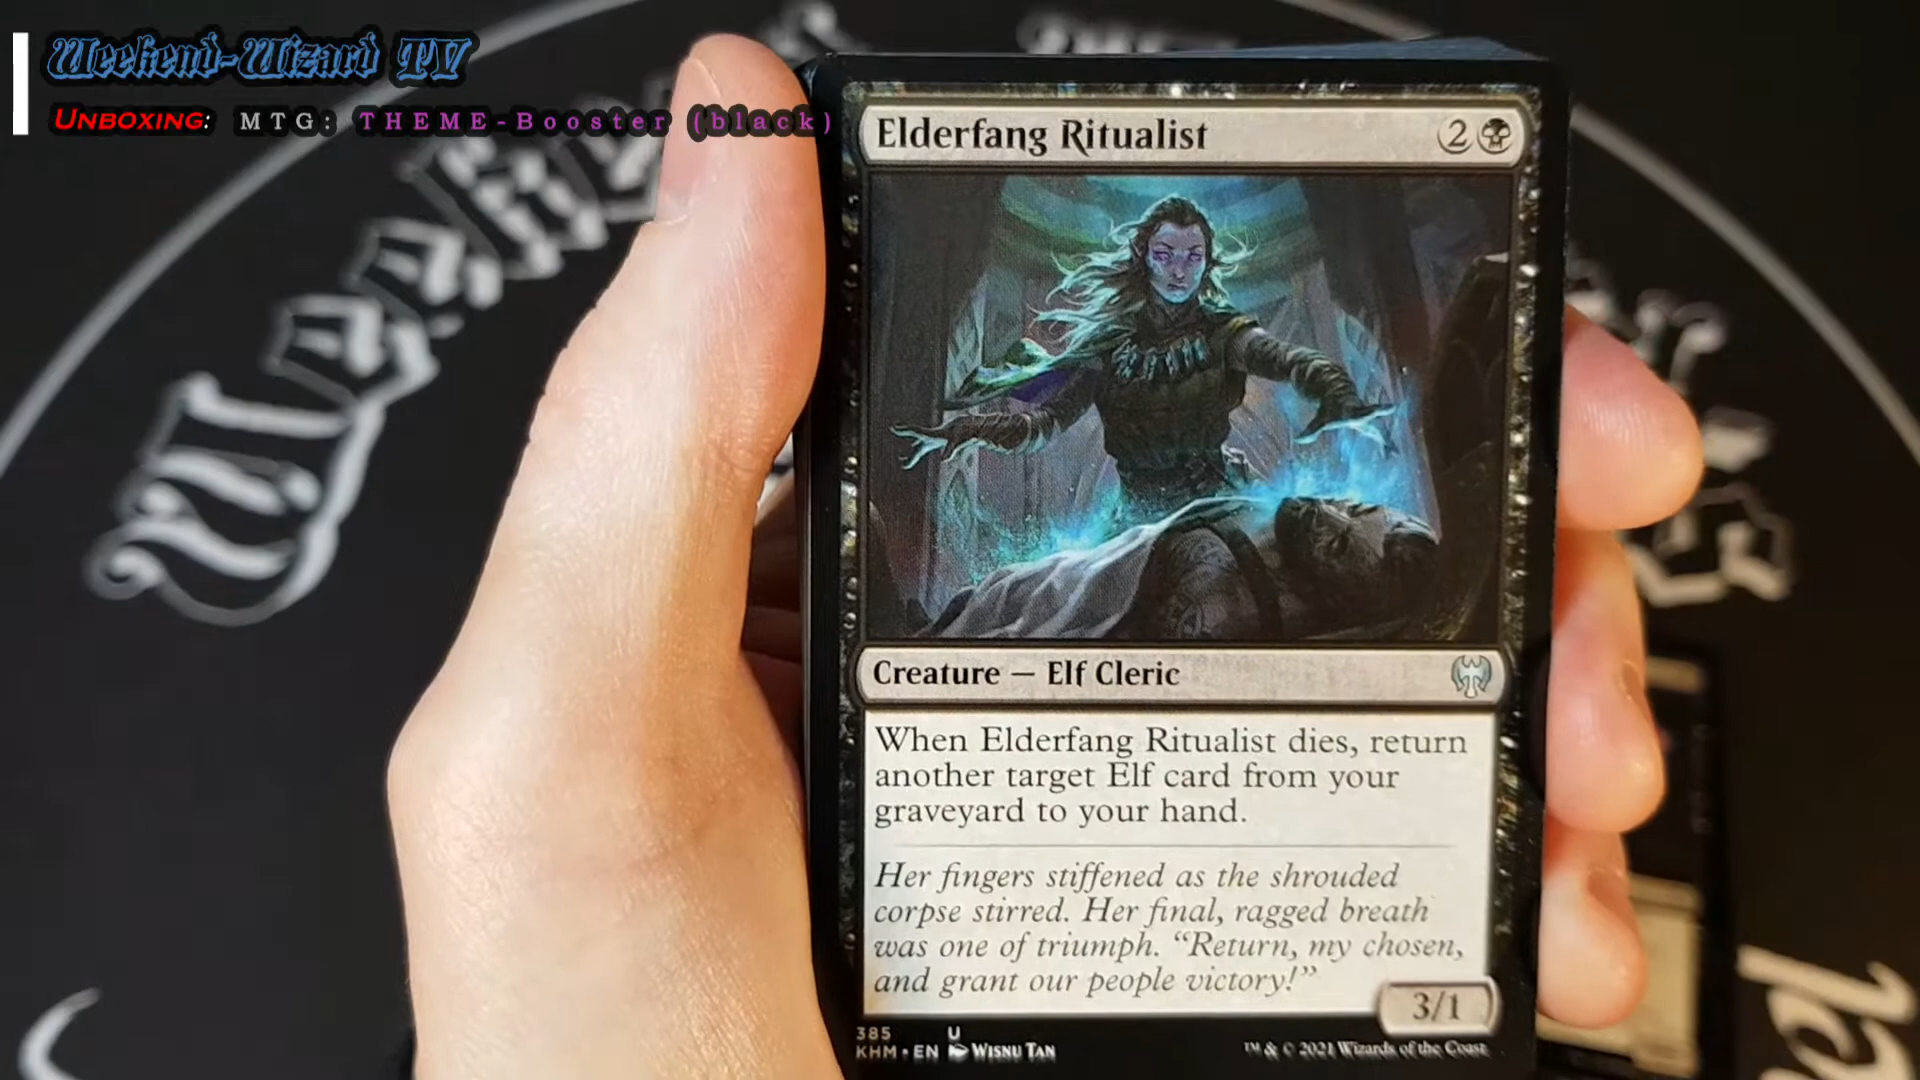 Weekend-Wizard TV
UNBOXING: MTG: THEME-Booster (black)
Elderfang Ritualist 2
Creature — Elf Cleric
When Elderfang Ritualist dies, return
another target Elf card from your
graveyard to your hand.
Her fingers stiffened as the shrouded
corpse stirred. Her final, ragged breath
was one of triumph. “Return, my chosen,
and grant our people victory!”
3/1
385 U
KHM • EN WISNU TAN
™ & © 2021 Wizards of the Coast